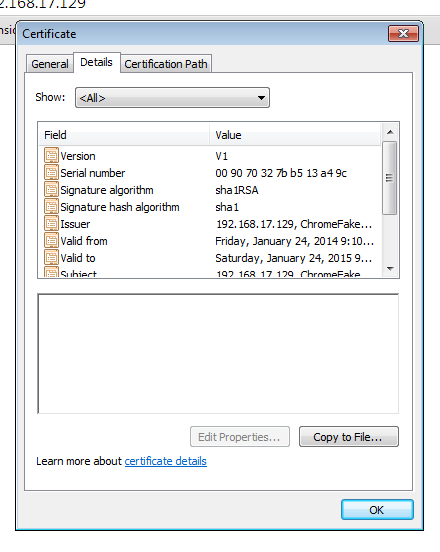 2.168.17.129
Certificate
General Details Certification Path
Show: <All>
Field Value
Version V1
Serial number 00 90 70 32 7b b5 13 a4 9c
Signature algorithm sha1RSA
Signature hash algorithm sha1
Issuer 192.168.17.129, ChromeFake...
Valid from Friday, January 24, 2014 9:10...
Valid to Saturday, January 24, 2015 9...
Subject 192.168.17.129, ChromeFake...
Edit Properties...
Copy to File...
Learn more about certificate details
OK